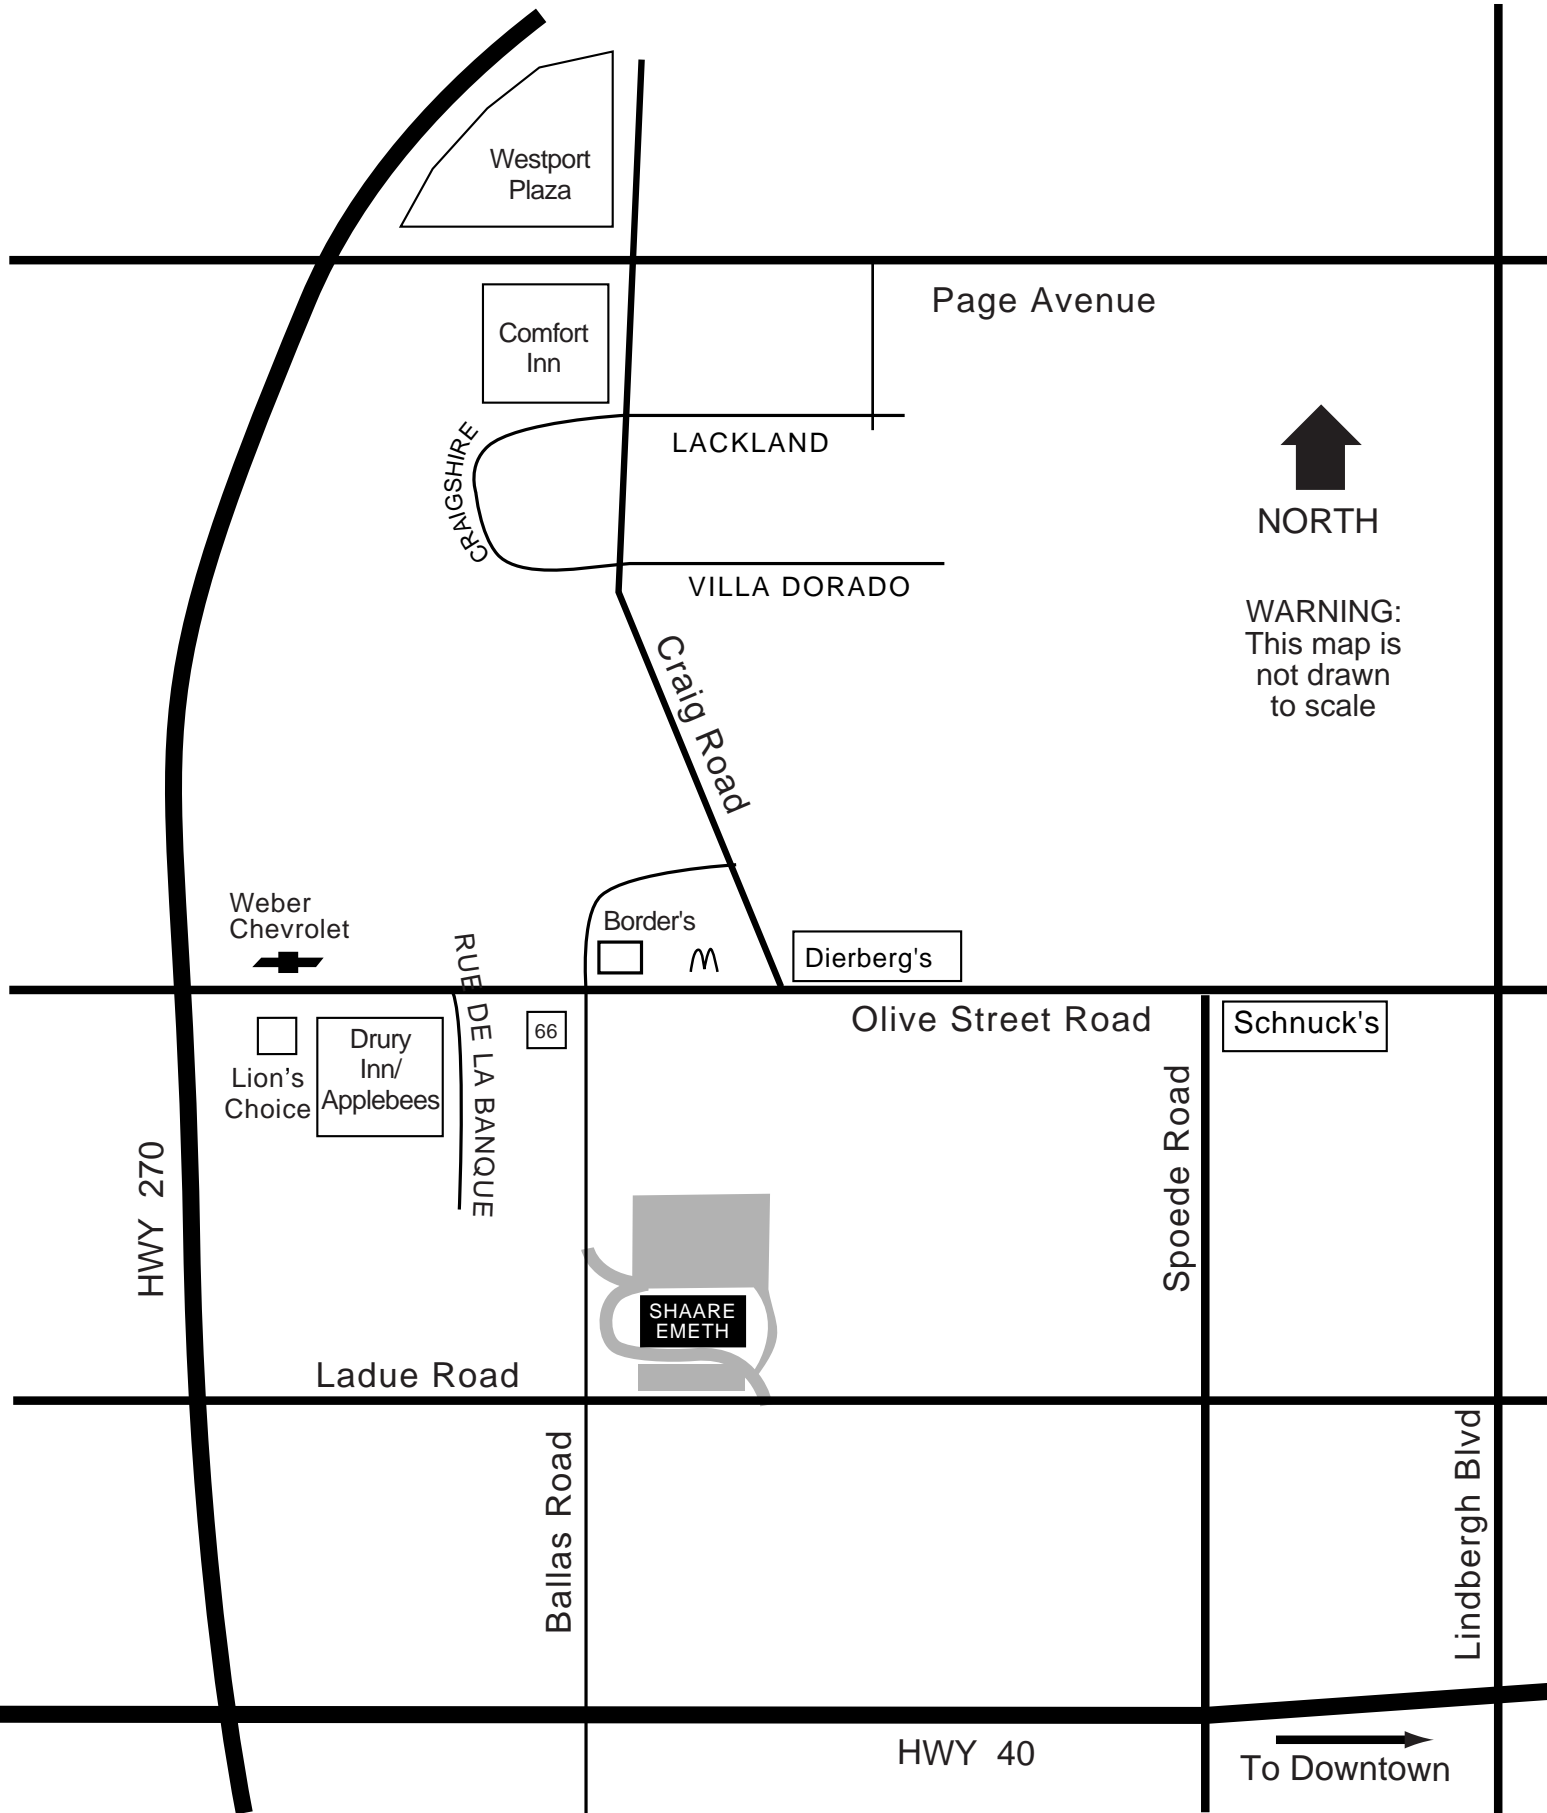 Westport
Plaza
Page Avenue
Comfort
Inn
CRAIGSHIRE
LACKLAND
NORTH
VILLA DORADO
WARNING:
This map is
not drawn
to scale
Craig Road
Weber
Chevrolet
Border's
Dierberg's
RUE DE LA BANQUE
Olive Street Road
Schnuck's
66
Drury
Inn/
Applebees
Lion's
Choice
HWY 270
Spoede Road
SHAARE
EMETH
Ladue Road
Ballas Road
Lindbergh Blvd
HWY 40
To Downtown